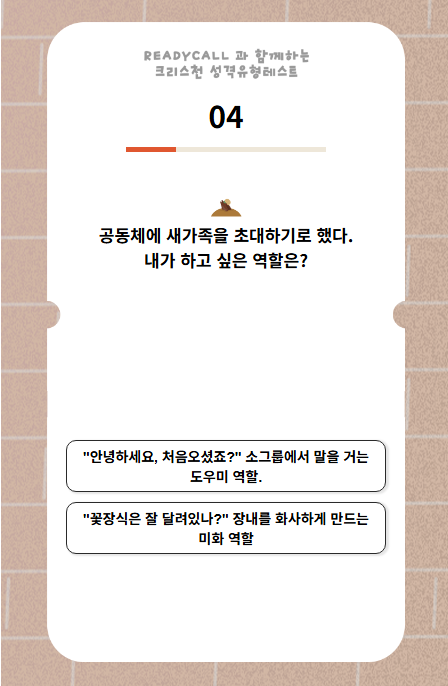 READYCALL 과 함께하는
크리스천 성격유형테스트
04
공동체에 새가족을 초대하기로 했다.
내가 하고 싶은 역할은?
"안녕하세요, 처음오셨죠?" 소그룹에서 말을 거는
도우미 역할.
"꽃장식은 잘 달려있나?" 장내를 화사하게 만드는
미화 역할